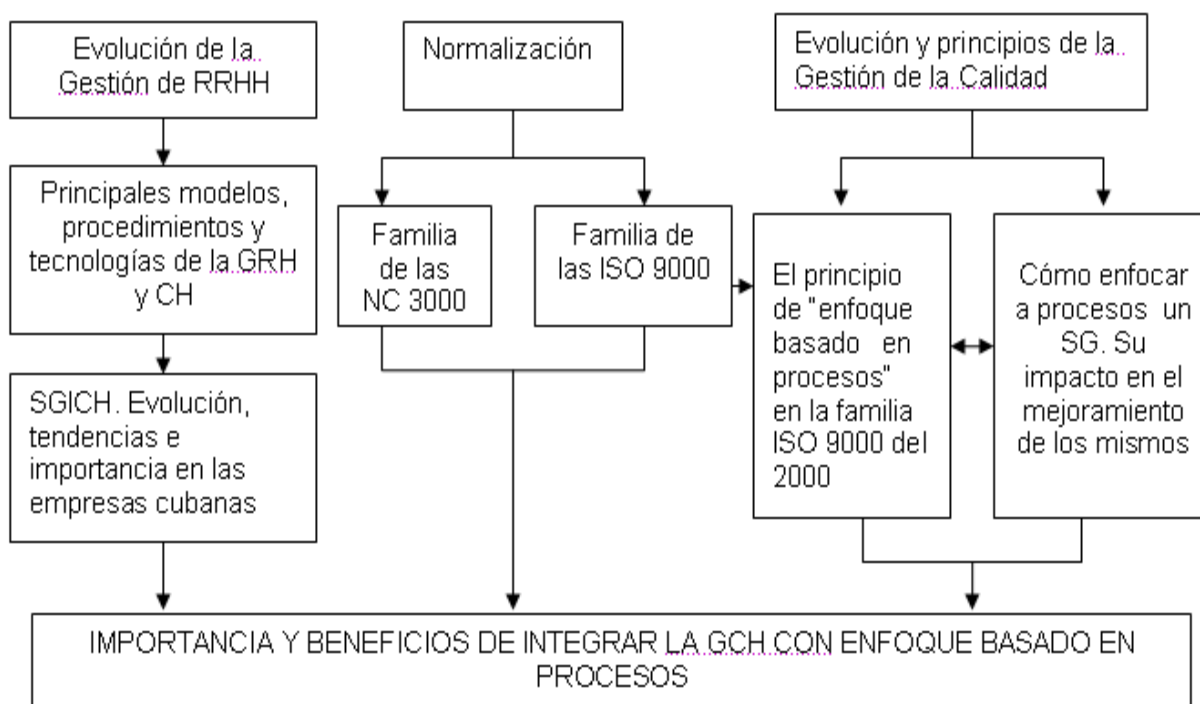 Evolución de la
Gestión de RRHH
Normalización
Evolución y principios de la
Gestión de la Calidad
Principales modelos,
procedimientos y
tecnologías de la GRH
y CH
Familia
de las
NC 3000
Familia de
las ISO 9000
El principio
de "enfoque
basado en
procesos"
en la familia
ISO 9000 del
2000
Cómo enfocar
a procesos un
SG. Su
impacto en el
mejoramiento
de los mismos
SGICH. Evolución,
tendencias e
importancia en las
empresas cubanas
IMPORTANCIA Y BENEFICIOS DE INTEGRAR LA GCH CON ENFOQUE BASADO EN
PROCESOS